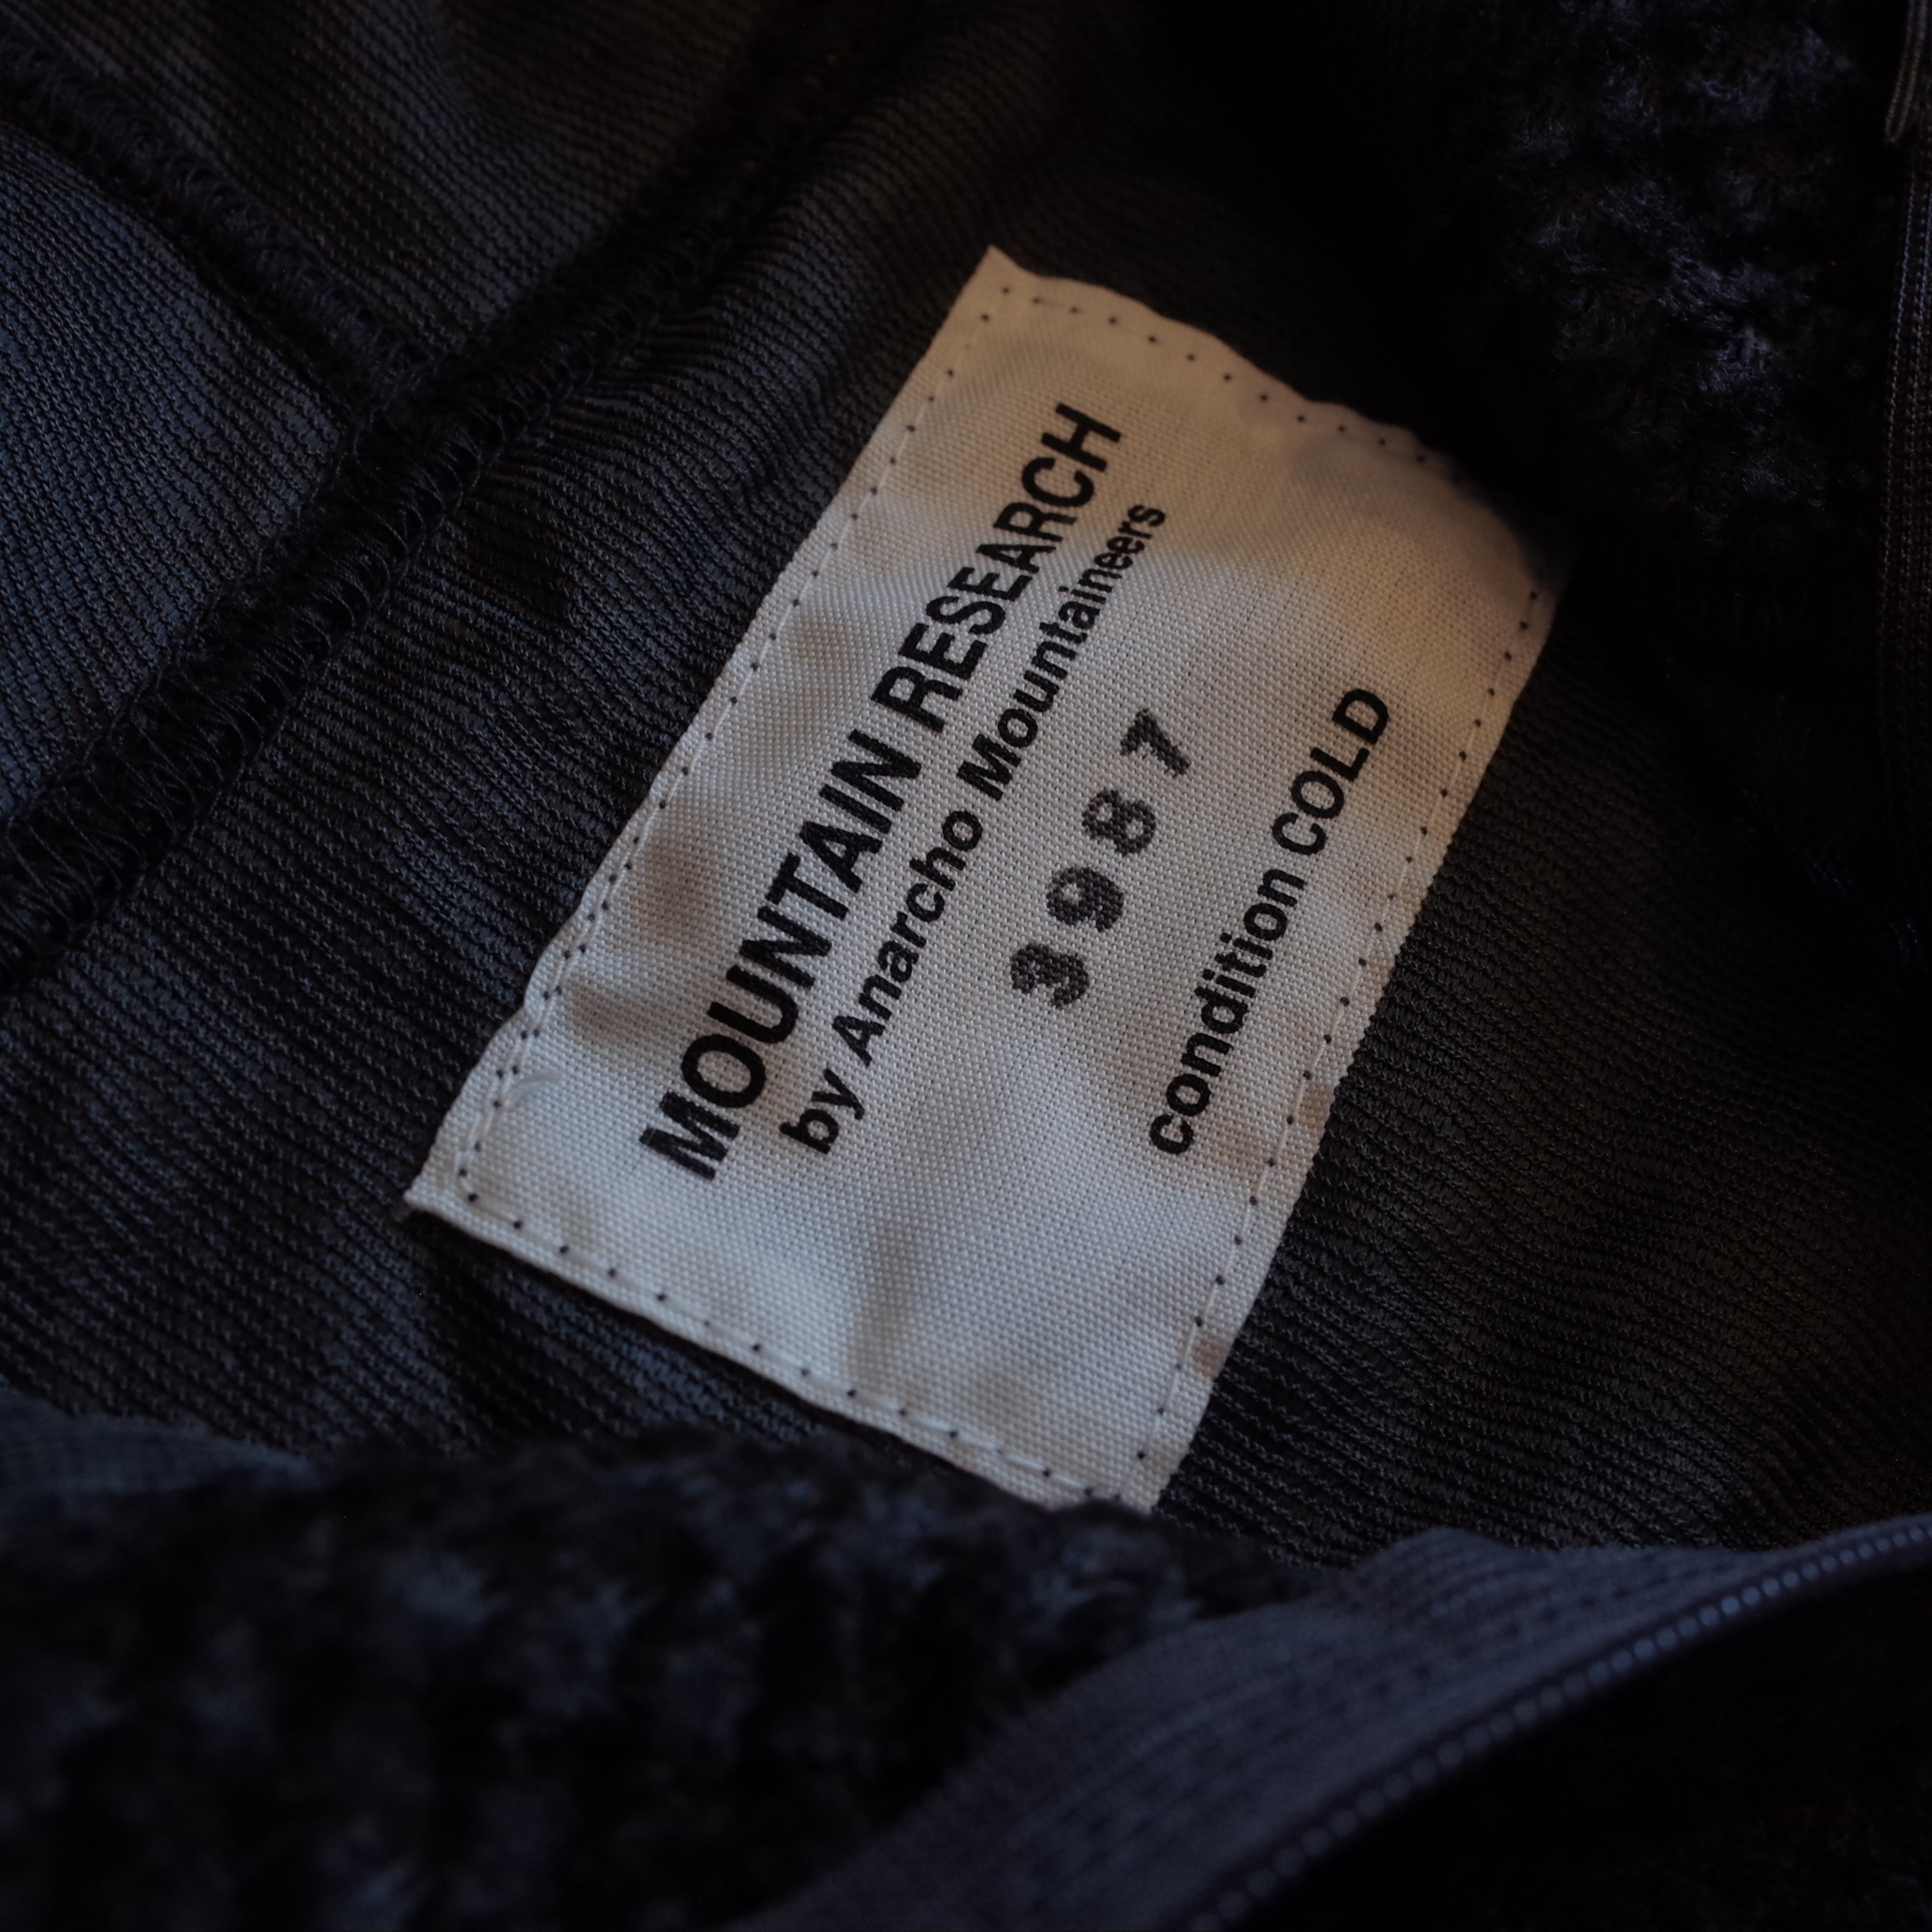 MOUNTAIN RESEARCH
by Anarcho Mountaineers
3987
condition COLD